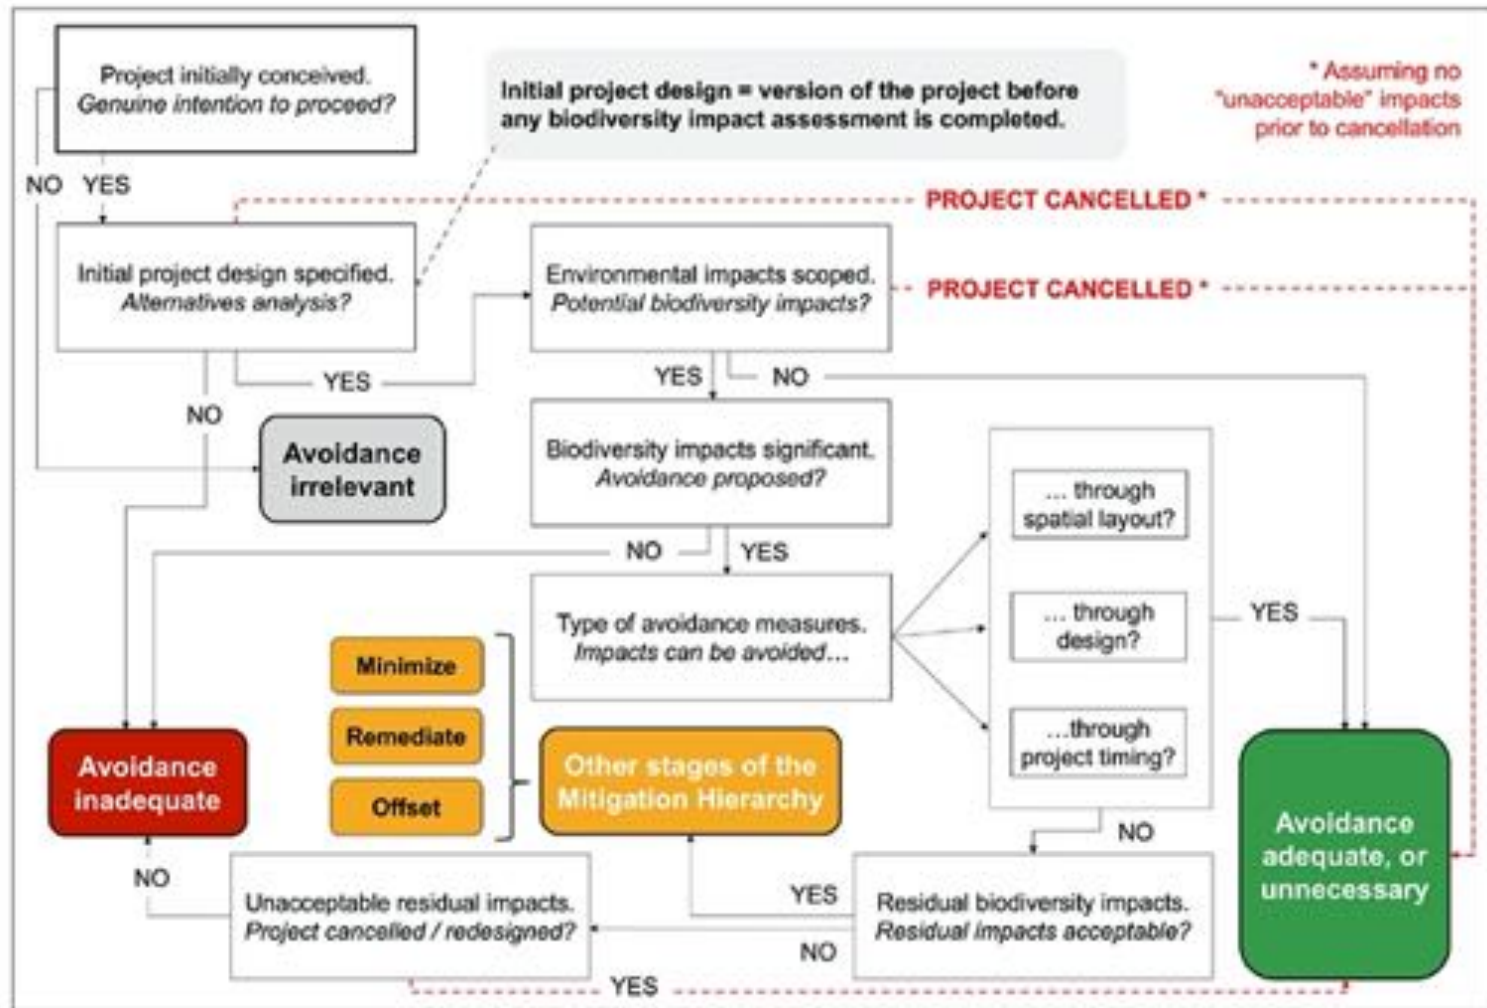 Project initially conceived.
Genuine intention to proceed?
Initial project design = version of the project before
any biodiversity impact assessment is completed.
* Assuming no
"unacceptable" impacts
prior to cancellation
NO YES
PROJECT CANCELLED *
Initial project design specified.
Alternatives analysis?
Environmental impacts scoped.
Potential biodiversity impacts?
PROJECT CANCELLED *
YES
NO
YES
NO
Avoidance
irrelevant
Biodiversity impacts significant.
Avoidance proposed?
... through
spatial layout?
NO
YES
Type of avoidance measures.
Impacts can be avoided...
... through
design?
YES
Minimize
Remediate
Offset
...through
project timing?
Avoidance
inadequate
Other stages of the
Mitigation Hierarchy
Avoidance
adequate, or
unnecessary
NO
NO
Unacceptable residual impacts.
Project cancelled / redesigned?
YES
NO
Residual biodiversity impacts.
Residual impacts acceptable?
YES